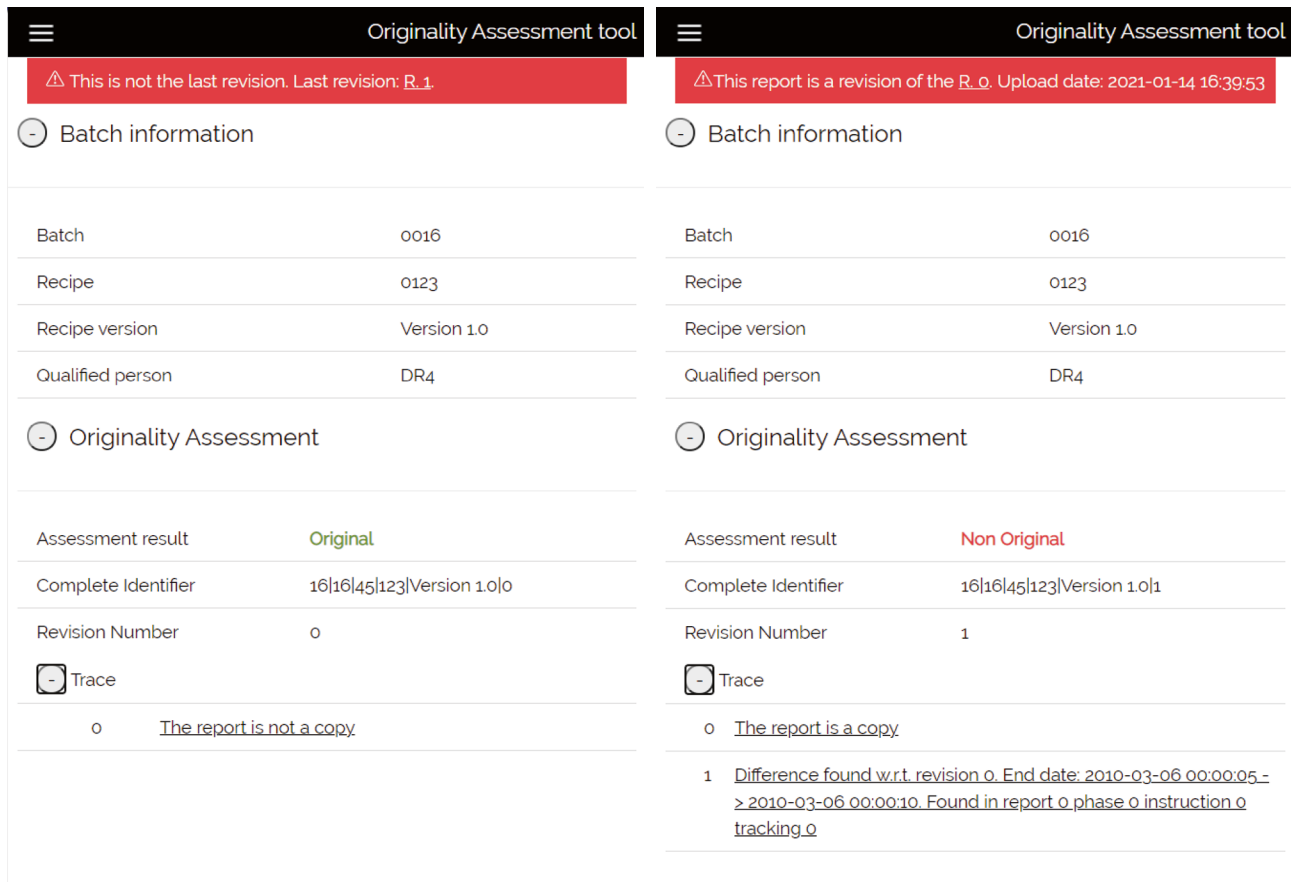 Originality Assessment tool
⚠ This is not the last revision. Last revision: R. 1.
- Batch information
Batch 0016
Recipe 0123
Recipe version Version 1.0
Qualified person DR4
- Originality Assessment
Assessment result Original
Complete Identifier 16|16|45|123|Version 1.0|0
Revision Number 0
- Trace
0 The report is not a copy
Originality Assessment tool
⚠This report is a revision of the R. 0. Upload date: 2021-01-14 16:39:53
- Batch information
Batch 0016
Recipe 0123
Recipe version Version 1.0
Qualified person DR4
- Originality Assessment
Assessment result Non Original
Complete Identifier 16|16|45|123|Version 1.0|1
Revision Number 1
- Trace
0 The report is a copy
1 Difference found w.r.t. revision 0. End date: 2010-03-06 00:00:05 -
> 2010-03-06 00:00:10. Found in report 0 phase 0 instruction 0
tracking 0